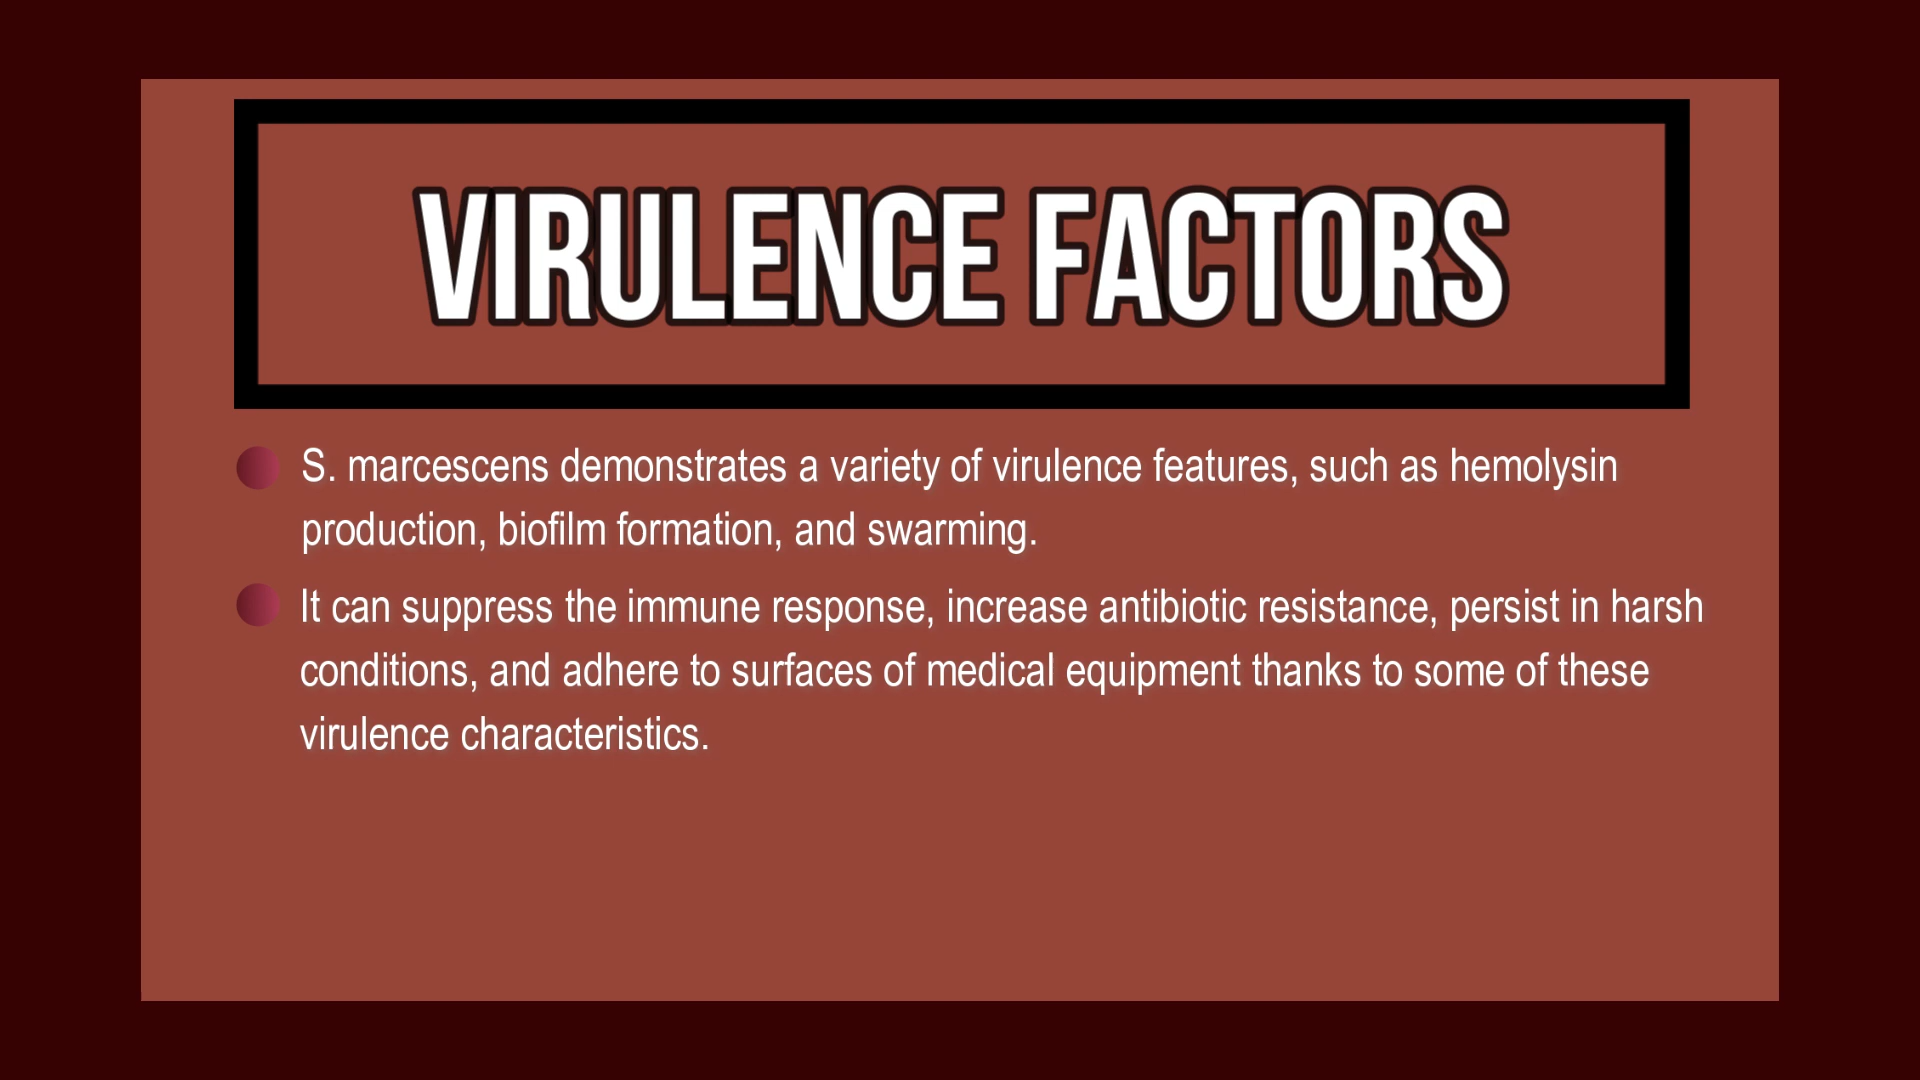 VIRULENCE FACTORS
S. marcescens demonstrates a variety of virulence features, such as hemolysin
production, biofilm formation, and swarming.
It can suppress the immune response, increase antibiotic resistance, persist in harsh
conditions, and adhere to surfaces of medical equipment thanks to some of these
virulence characteristics.